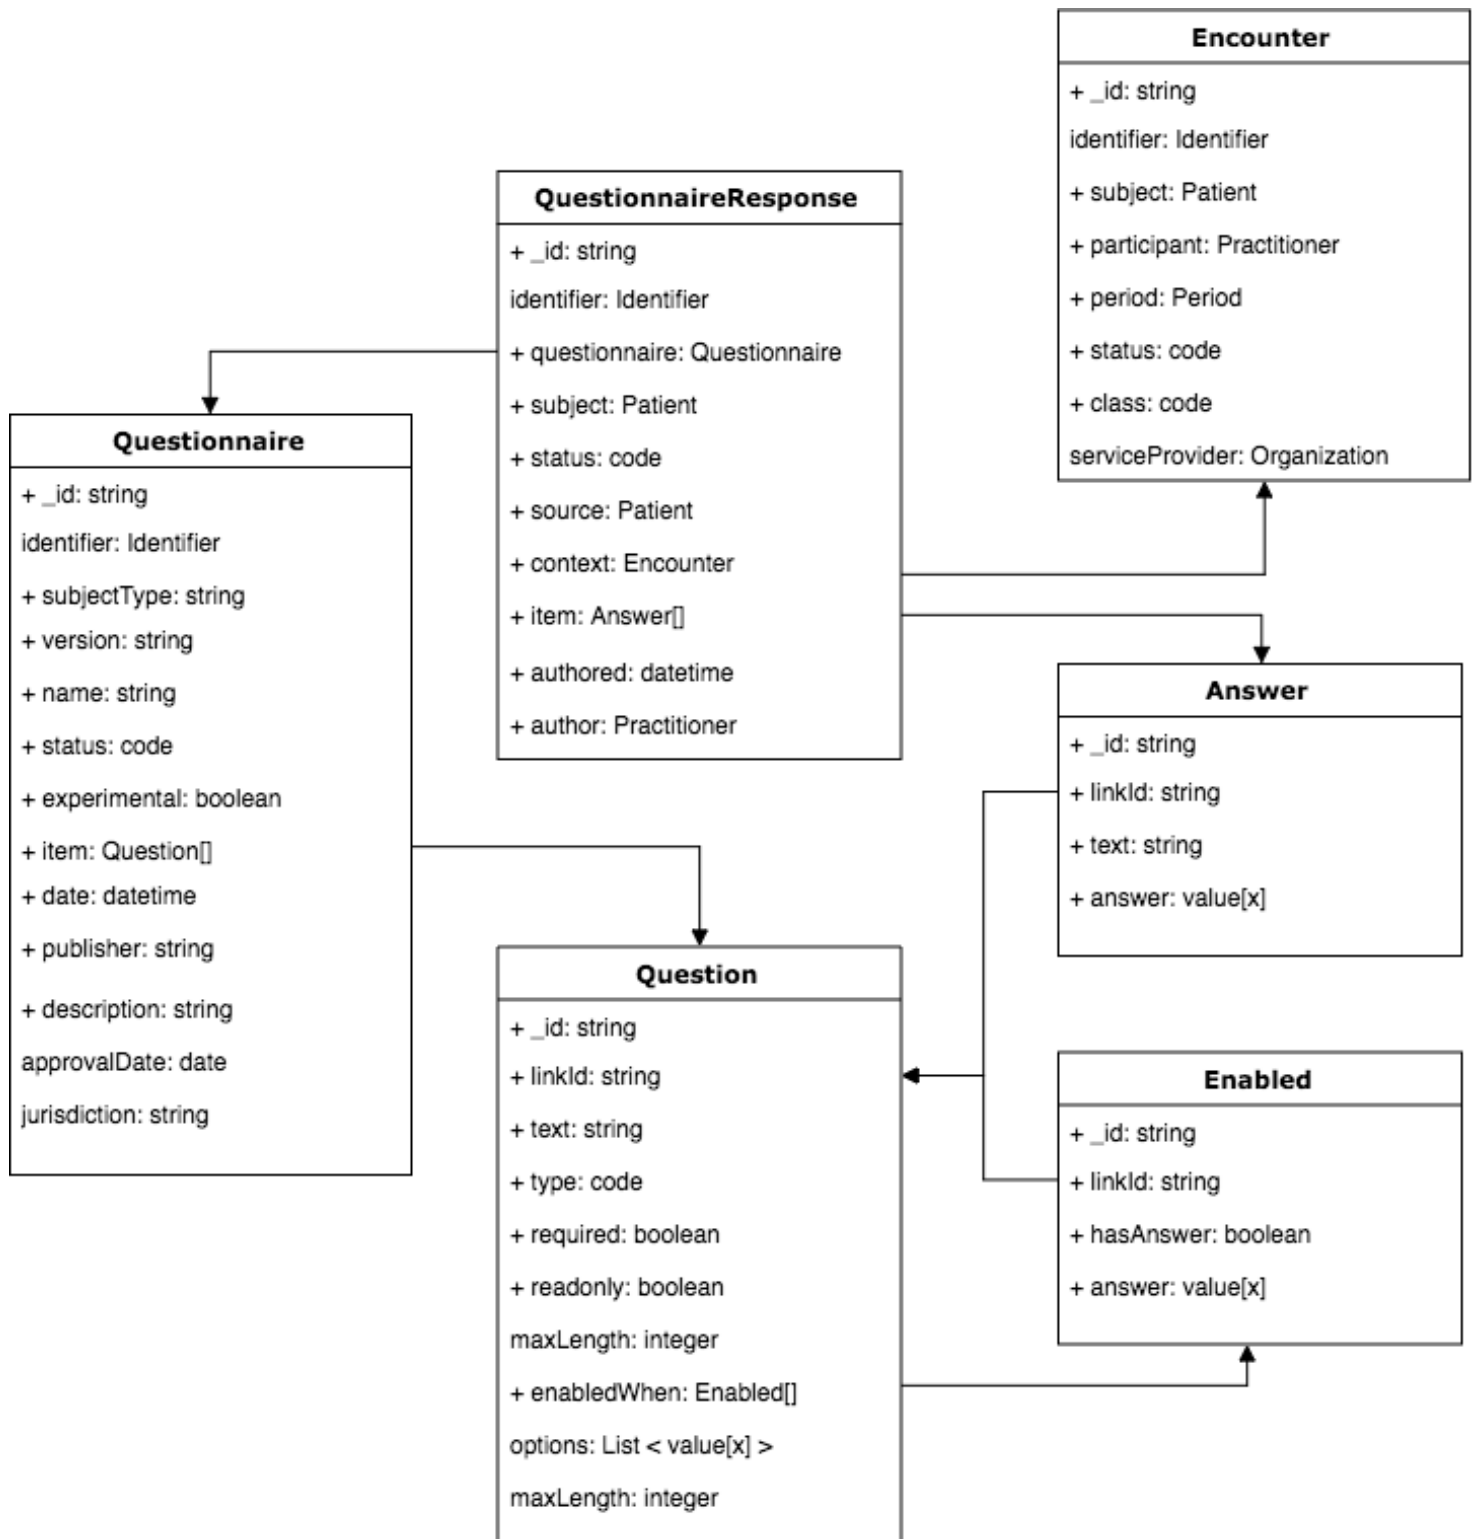 Encounter
+ _id: string
identifier: Identifier
+ subject: Patient
+ participant: Practitioner
+ period: Period
+ status: code
+ class: code
serviceProvider: Organization
QuestionnaireResponse
+ _id: string
identifier: Identifier
+ questionnaire: Questionnaire
+ subject: Patient
+ status: code
+ source: Patient
+ context: Encounter
+ item: Answer[]
+ authored: datetime
+ author: Practitioner
Questionnaire
+ _id: string
identifier: Identifier
+ subjectType: string
+ version: string
+ name: string
+ status: code
+ experimental: boolean
+ item: Question[]
+ date: datetime
+ publisher: string
+ description: string
approvalDate: date
jurisdiction: string
Answer
+ _id: string
+ linkId: string
+ text: string
+ answer: value[x]
Question
+ _id: string
+ linkId: string
+ text: string
+ type: code
+ required: boolean
+ readonly: boolean
maxLength: integer
+ enabledWhen: Enabled[]
options: List < value[x] >
maxLength: integer
Enabled
+ _id: string
+ linkId: string
+ hasAnswer: boolean
+ answer: value[x]